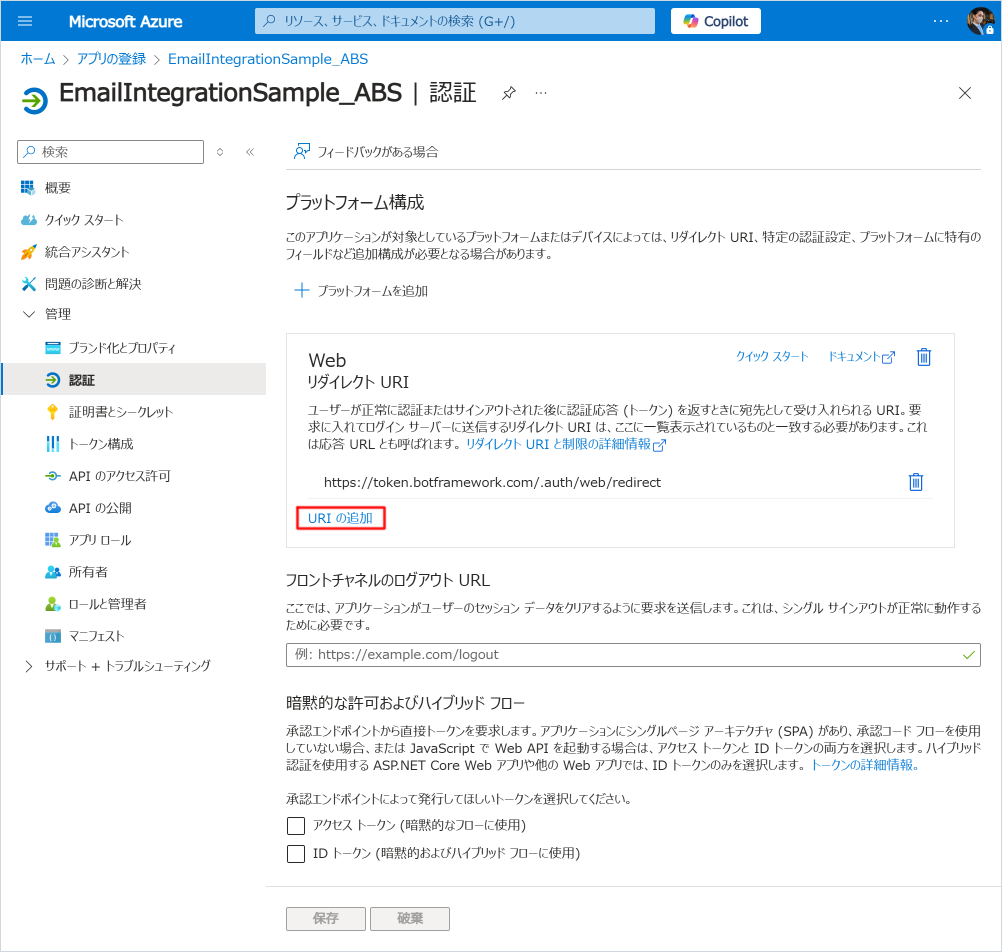 Microsoft Azure
リソース、サービス、ドキュメントの検索 (G+/)
Copilot
ホーム > アプリの登録 > EmailIntegrationSample_ABS
EmailIntegrationSample_ABS | 認証
検索
フィードバックがある場合
概要
クイック スタート
統合アシスタント
問題の診断と解決
管理
ブランド化とプロパティ
認証
証明書とシークレット
トークン構成
API のアクセス許可
API の公開
アプリ ロール
所有者
ロールと管理者
マニフェスト
サポート + トラブルシューティング
プラットフォーム構成
このアプリケーションが対象としているプラットフォームまたはデバイスによっては、リダイレクト URI、特定の認証設定、プラットフォームに特有の
フィールドなど追加構成が必要となる場合があります。
プラットフォームを追加
Web
クイック スタート
ドキュメント
リダイレクト URI
ユーザーが正常に認証またはサインアウトされた後に認証応答 (トークン) を返すときに宛先として受け入れられる URI。要
求に入れてログイン サーバーに送信するリダイレクト URI は、ここに一覧表示されているものと一致する必要があります。これ
は応答 URL とも呼ばれます。リダイレクト URI と制限の詳細情報
https://token.botframework.com/.auth/web/redirect
URI の追加
フロントチャネルのログアウト URL
ここでは、アプリケーションがユーザーのセッション データをクリアするように要求を送信します。これは、シングル サインアウトが正常に動作する
ために必要です。
例: https://example.com/logout
暗黙的な許可およびハイブリッド フロー
承認エンドポイントから直接トークンを要求します。アプリケーションにシングルページ アーキテクチャ (SPA) があり、承認コード フローを使用
していない場合、または JavaScript で Web API を起動する場合は、アクセス トークンと ID トークンの両方を選択します。ハイブリッド
認証を使用する ASP.NET Core Web アプリや他の Web アプリでは、ID トークンのみを選択します。トークンの詳細情報。
承認エンドポイントによって発行してほしいトークンを選択してください。
アクセス トークン (暗黙的なフローに使用)
ID トークン (暗黙的およびハイブリッド フローに使用)
保存
破棄